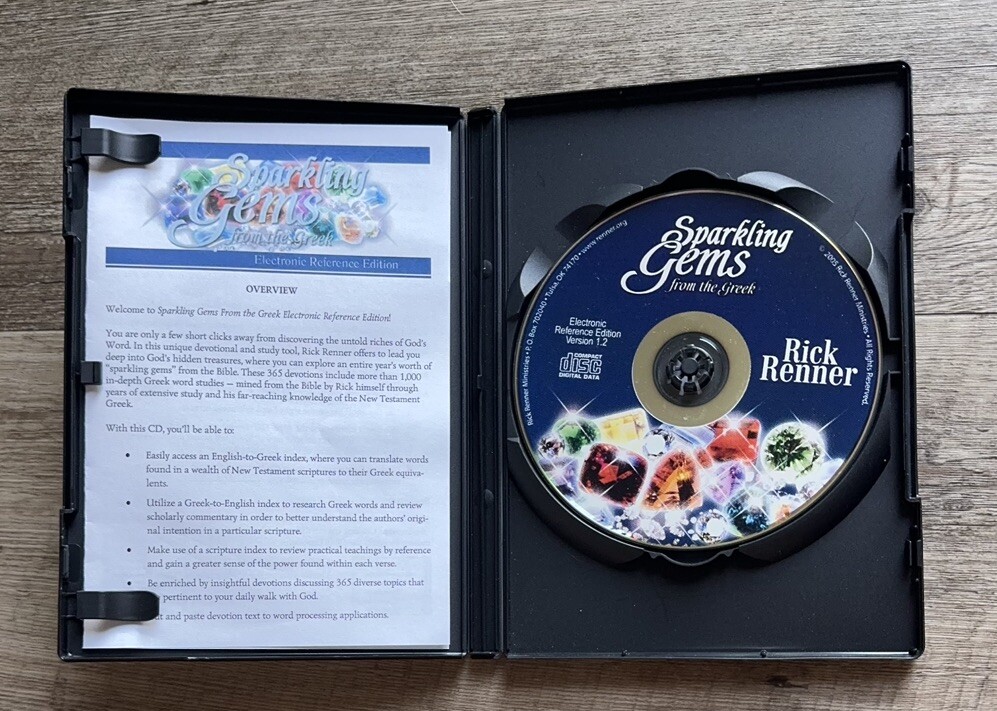 Sparkling
Gems
from the Greek
Electronic Reference Edition
OVERVIEW
Welcome to Sparkling Gems From the Greek Electronic Reference Edition!
You are only a few short clicks away from discovering the untold riches of God's
Word. In this unique devotional and study tool, Rick Renner offers to lead you
deep into God's hidden treasures, where you can explore an entire year's worth of
"sparkling gems" from the Bible. These 365 devotions include more than 1,000
in-depth Greek word studies — mined from the Bible by Rick himself through
years of extensive study and his far-reaching knowledge of the New Testament
Greek.
With this CD, you'll be able to:
• Easily access an English-to-Greek index, where you can translate words
found in a wealth of New Testament scriptures to their Greek equiva-
lents.
• Utilize a Greek-to-English index to research Greek words and review
scholarly commentary in order to better understand the authors' origi-
nal intention in a particular scripture.
• Make use of a scripture index to review practical teachings by reference
and gain a greater sense of the power found within each verse.
• Be enriched by insightful devotions discussing 365 diverse topics that
pertinent to your daily walk with God.
and paste devotion text to word processing applications.
Sparkling
Gems
from the Greek
Electronic
Reference Edition
Version 1.2
COMPACT
disc
DIGITAL DATA
Rick
Renner
Rick Renner Ministries • P. O. Box 702040 • Tulsa, OK 74170 • www.renner.org
© 2005 Rick Renner Ministries • All Rights Reserved.